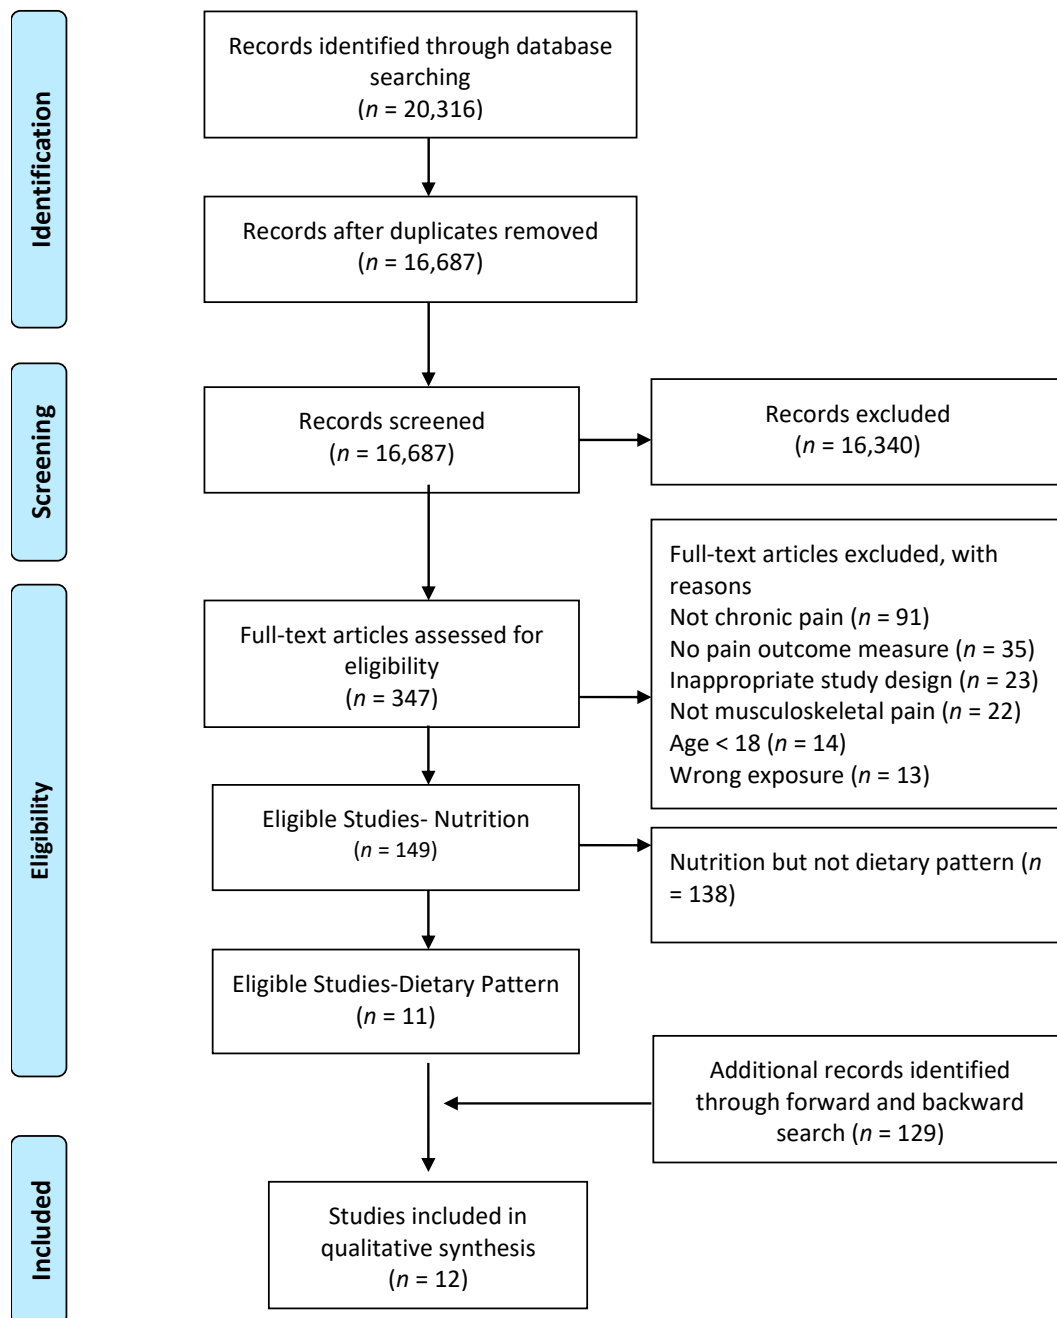 Identification
Records identified through database
searching
(n = 20,316)
Records after duplicates removed
(n = 16,687)
Screening
Records screened
(n = 16,687)
Records excluded
(n = 16,340)
Eligibility
Full-text articles assessed for
eligibility
(n = 347)
Full-text articles excluded, with
reasons
Not chronic pain (n = 91)
No pain outcome measure (n = 35)
Inappropriate study design (n = 23)
Not musculoskeletal pain (n = 22)
Age < 18 (n = 14)
Wrong exposure (n = 13)
Eligible Studies- Nutrition
(n = 149)
Nutrition but not dietary pattern (n
= 138)
Eligible Studies-Dietary Pattern
(n = 11)
Additional records identified
through forward and backward
search (n = 129)
Included
Studies included in
qualitative synthesis
(n = 12)